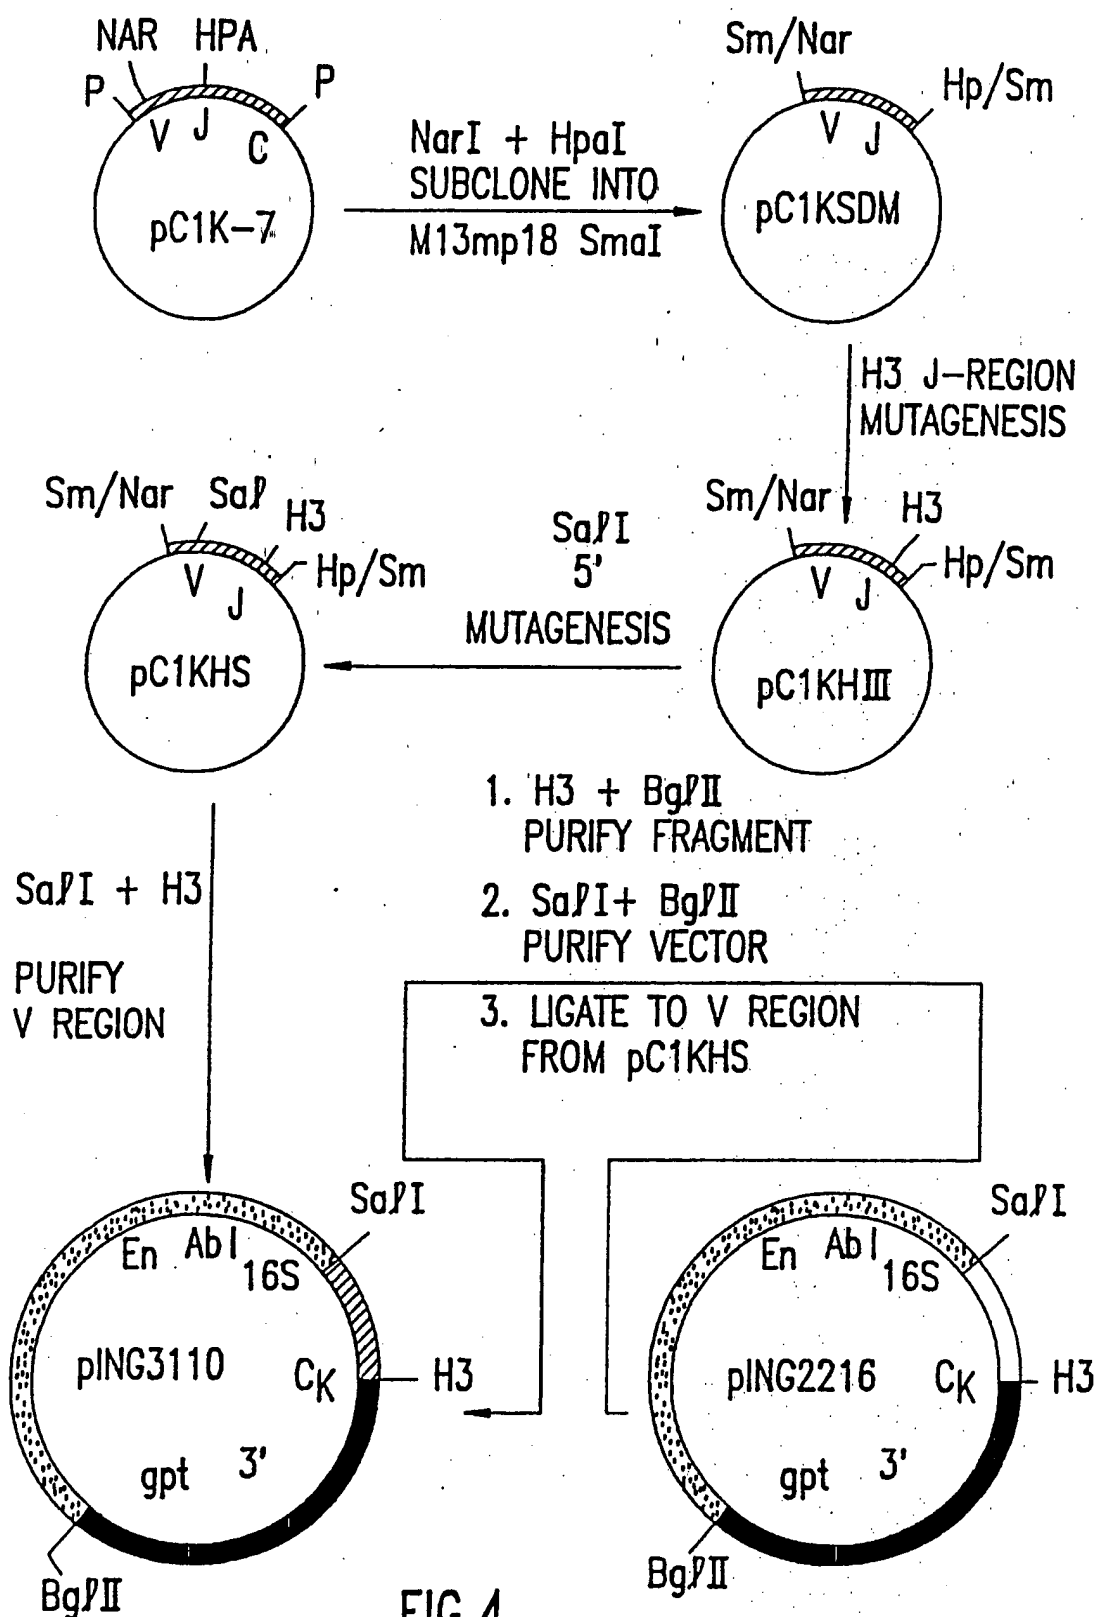 NAR HPA
P P
V J C
pC1K-7
NarI + HpaI
SUBCLONE INTO
M13mp18 SmaI
Sm/Nar
Hp/Sm
V J
pC1KSDM
H3 J-REGION
MUTAGENESIS
Sm/Nar SalI H3
Hp/Sm
V J
pC1KHS
SalI
5'
MUTAGENESIS
Sm/Nar H3
Hp/Sm
V J
pC1KHIII
SalI + H3
PURIFY
V REGION
1. H3 + BglII
PURIFY FRAGMENT
2. SalI+ BglII
PURIFY VECTOR
3. LIGATE TO V REGION
FROM pC1KHS
SalI
En AbI 16S
pING3110
CK H3
gpt 3'
BglII
SalI
En AbI 16S
pING2216
CK H3
gpt 3'
BglII
FIG.4